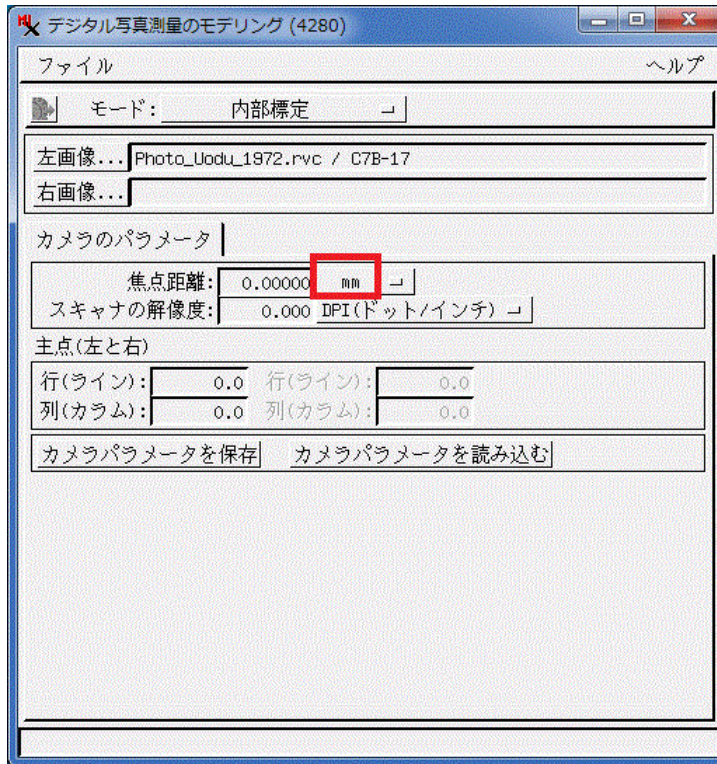 デジタル写真測量のモデリング (4280)
ファイル ヘルプ
モード: 内部標定
左画像... Photo_Uodu_1972.rvc / C7B-17
右画像...
カメラのパラメータ
焦点距離: 0.00000 mm
スキャナの解像度: 0.000 DPI(ドット/インチ)
主点(左と右)
行(ライン): 0.0 行(ライン): 0.0
列(カラム): 0.0 列(カラム): 0.0
カメラパラメータを保存 カメラパラメータを読み込む